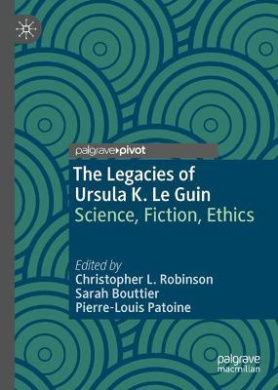 palgrave▸pivot
The Legacies of
Ursula K. Le Guin
Science, Fiction, Ethics
Edited by
Christopher L. Robinson
Sarah Bouttier
Pierre-Louis Patoine
palgrave
macmillan